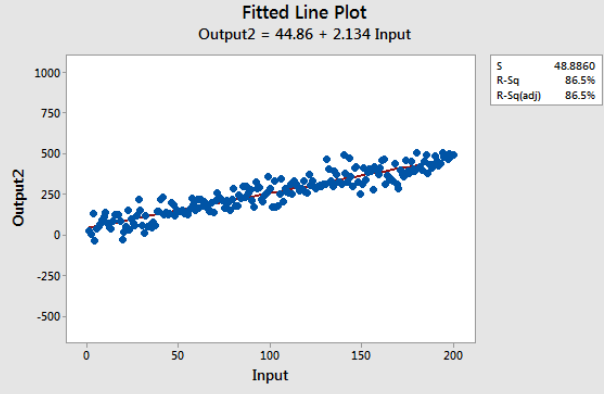 Fitted Line Plot
Output2 = 44.86 + 2.134 Input
S 48.8860
R-Sq 86.5%
R-Sq(adj) 86.5%
1000
750
500
250
0
-250
-500
Output2
0 50 100 150 200
Input